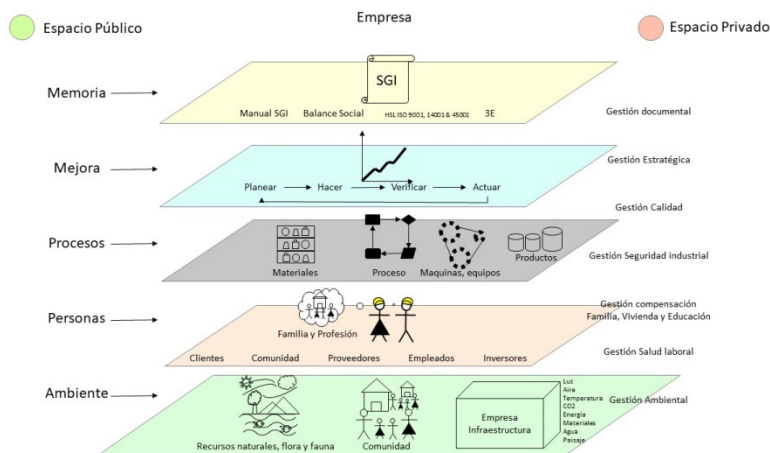 Espacio Público
Empresa
Espacio Privado
Memoria
SGI
Manual SGI Balance Social HSL ISO 9001, 14001 & 45001 3E
Gestión documental
Mejora
Gestión Estratégica
Planear Hacer Verificar Actuar
Gestión Calidad
Procesos
Materiales Proceso Maquinas, equipos Productos
Gestión Seguridad industrial
Personas
Gestión compensación
Familia, Vivienda y Educación
Familia y Profesión
Clientes Comunidad Proveedores Empleados Inversores
Gestión Salud laboral
Ambiente
Recursos naturales, flora y fauna
Comunidad
Empresa
Infraestructura
Luz
Aire
Temperatura
CO2
Energia
Materiales
Agua
Paisaje
Gestión Ambiental